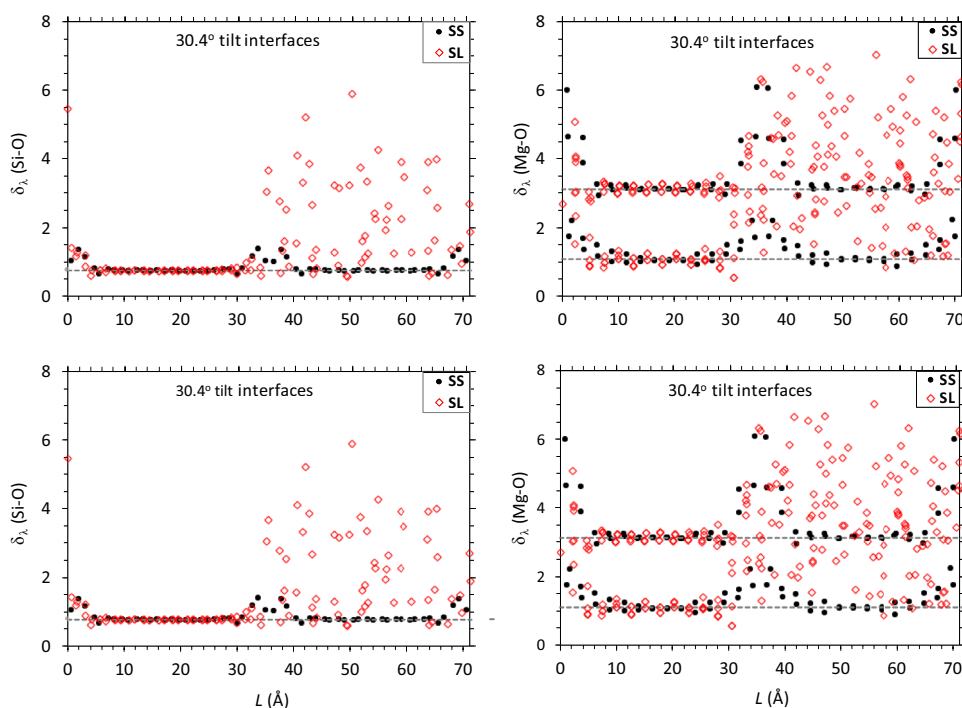 8
6
4
2
0
δλ (Si-O)
30.4° tilt interfaces
SS
SL
0 10 20 30 40 50 60 70
8
6
4
2
0
δλ (Mg-O)
30.4° tilt interfaces
SS
SL
0 10 20 30 40 50 60 70
8
6
4
2
0
δλ (Si-O)
30.4° tilt interfaces
SS
SL
0 10 20 30 40 50 60 70
L (Å)
8
6
4
2
0
δλ (Mg-O)
30.4° tilt interfaces
SS
SL
0 10 20 30 40 50 60 70
L (Å)